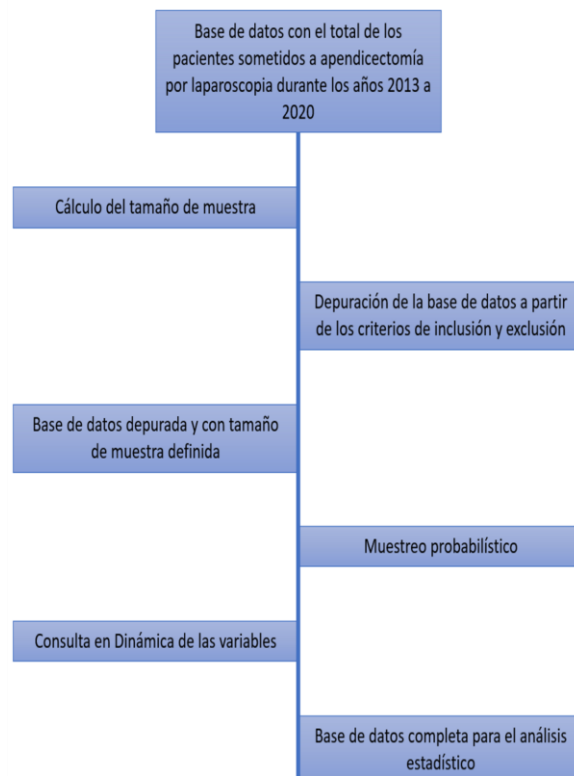 Base de datos con el total de los
pacientes sometidos a apendicectomía
por laparoscopia durante los años 2013 a
2020
Cálculo del tamaño de muestra
Depuración de la base de datos a partir
de los criterios de inclusión y exclusión
Base de datos depurada y con tamaño
de muestra definida
Muestreo probabilístico
Consulta en Dinámica de las variables
Base de datos completa para el análisis
estadístico